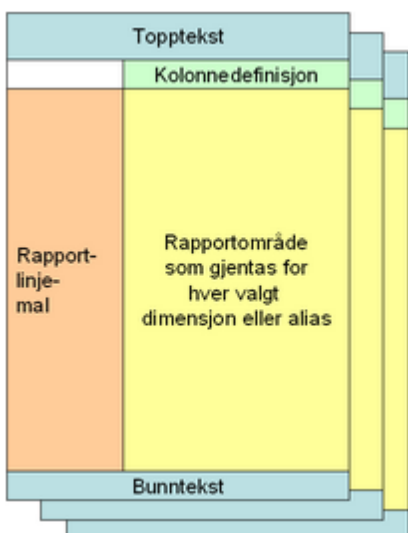 Topptekst
Kolonnedefinisjon
Rapport-
linje-
mal
Rapportområde
som gjentas for
hver valgt
dimensjon eller alias
Bunntekst